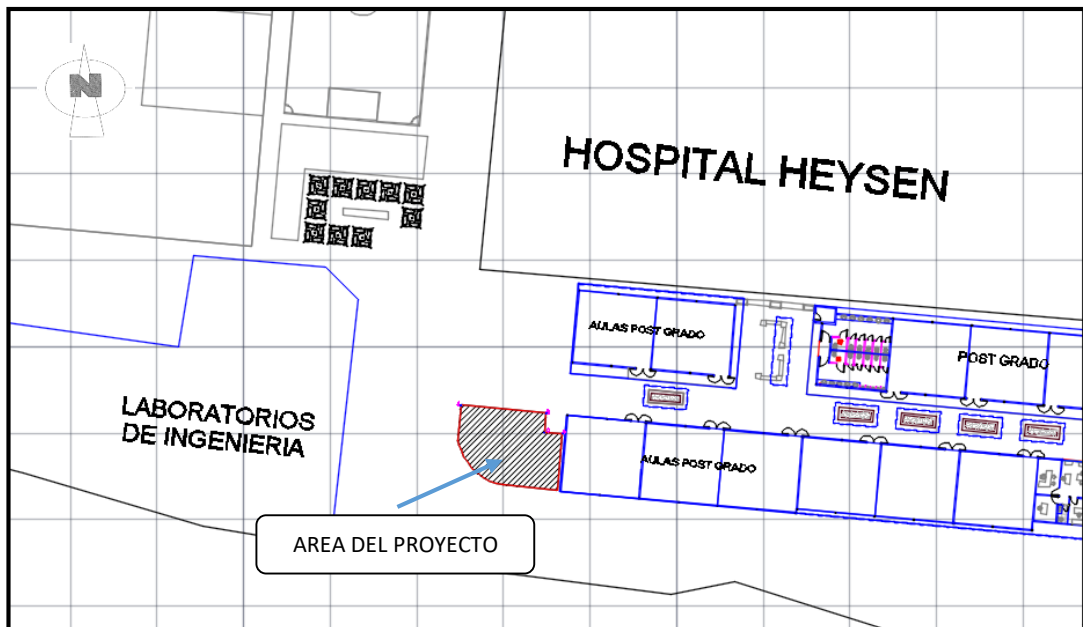 N
HOSPITAL HEYSEN
AULAS POST GRADO
POST GRADO
LABORATORIOS
DE INGENIERIA
AULAS POST GRADO
AREA DEL PROYECTO